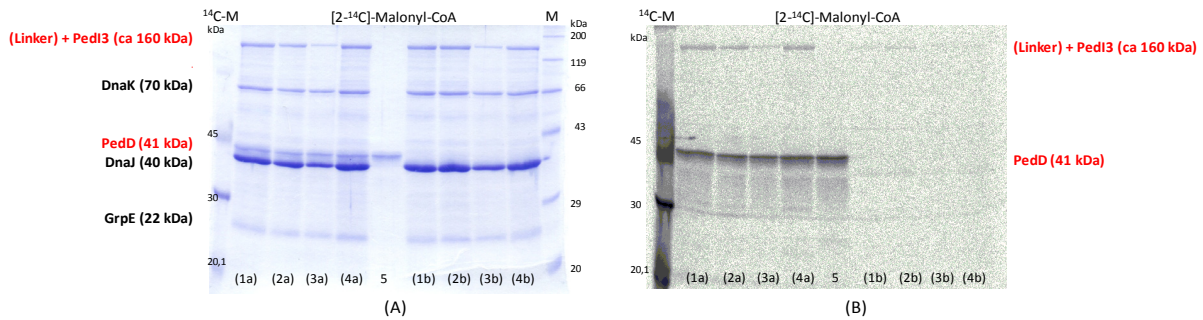 ¹⁴C-M [2-¹⁴C]-Malonyl-CoA M
kDa kDa
(Linker) + PedI3 (ca 160 kDa)
DnaK (70 kDa)
PedD (41 kDa)
DnaJ (40 kDa)
GrpE (22 kDa)
45
30
20,1
200
119
66
43
29
20
(1a) (2a) (3a) (4a) 5 (1b) (2b) (3b) (4b)
(A)
¹⁴C-M [2-¹⁴C]-Malonyl-CoA
kDa
45
30
20,1
(Linker) + PedI3 (ca 160 kDa)
PedD (41 kDa)
(1a) (2a) (3a) (4a) 5 (1b) (2b) (3b) (4b)
(B)